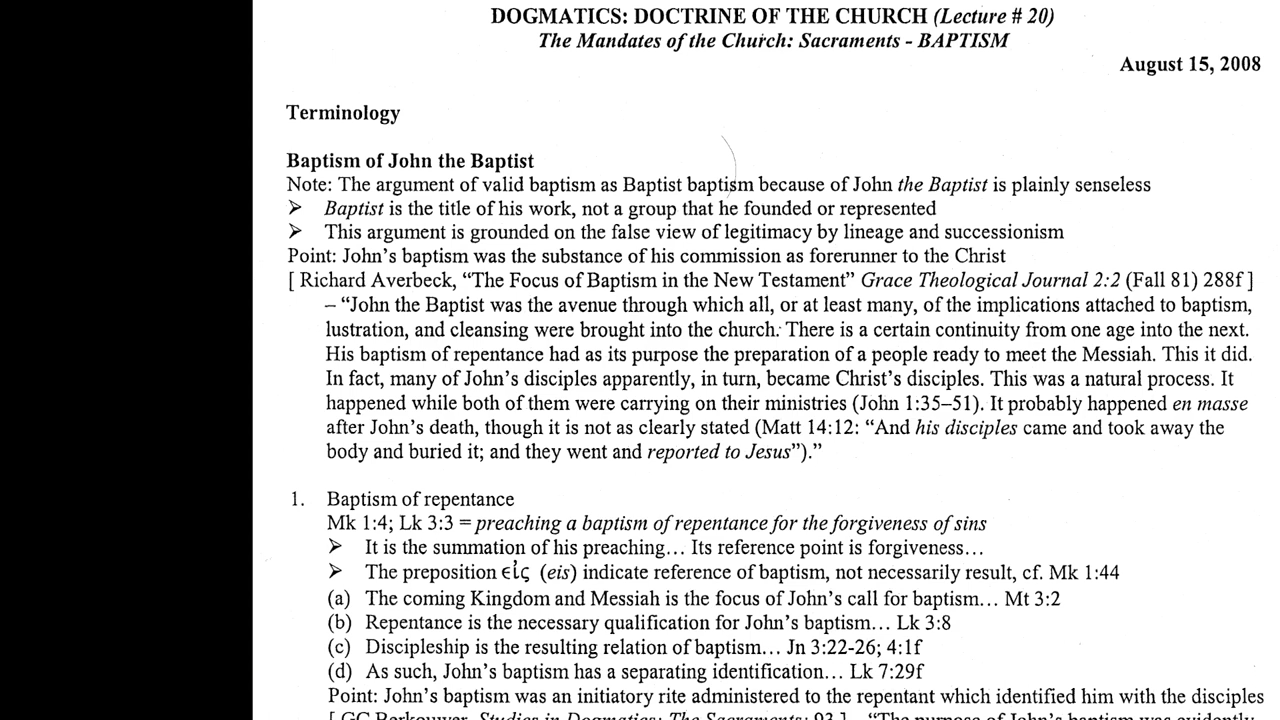 DOGMATICS: DOCTRINE OF THE CHURCH (Lecture # 20)
The Mandates of the Church: Sacraments - BAPTISM
August 15, 2008
Terminology
Baptism of John the Baptist
Note: The argument of valid baptism as Baptist baptism because of John the Baptist is plainly senseless
➢ Baptist is the title of his work, not a group that he founded or represented
➢ This argument is grounded on the false view of legitimacy by lineage and successionism
Point: John's baptism was the substance of his commission as forerunner to the Christ
[ Richard Averbeck, “The Focus of Baptism in the New Testament” Grace Theological Journal 2:2 (Fall 81) 288f ]
– “John the Baptist was the avenue through which all, or at least many, of the implications attached to baptism,
lustration, and cleansing were brought into the church. There is a certain continuity from one age into the next.
His baptism of repentance had as its purpose the preparation of a people ready to meet the Messiah. This it did.
In fact, many of John's disciples apparently, in turn, became Christ's disciples. This was a natural process. It
happened while both of them were carrying on their ministries (John 1:35–51). It probably happened en masse
after John's death, though it is not as clearly stated (Matt 14:12: “And his disciples came and took away the
body and buried it; and they went and reported to Jesus”).”
1. Baptism of repentance
Mk 1:4; Lk 3:3 = preaching a baptism of repentance for the forgiveness of sins
➢ It is the summation of his preaching… Its reference point is forgiveness…
➢ The preposition εἰς (eis) indicate reference of baptism, not necessarily result, cf. Mk 1:44
(a) The coming Kingdom and Messiah is the focus of John's call for baptism… Mt 3:2
(b) Repentance is the necessary qualification for John's baptism… Lk 3:8
(c) Discipleship is the resulting relation of baptism… Jn 3:22-26; 4:1f
(d) As such, John's baptism has a separating identification… Lk 7:29f
Point: John's baptism was an initiatory rite administered to the repentant which identified him with the disciples
[ GC Berkouwer, Studies in Dogmatics: The Sacraments: 93 ] – “The purpose of John's baptism was evidently